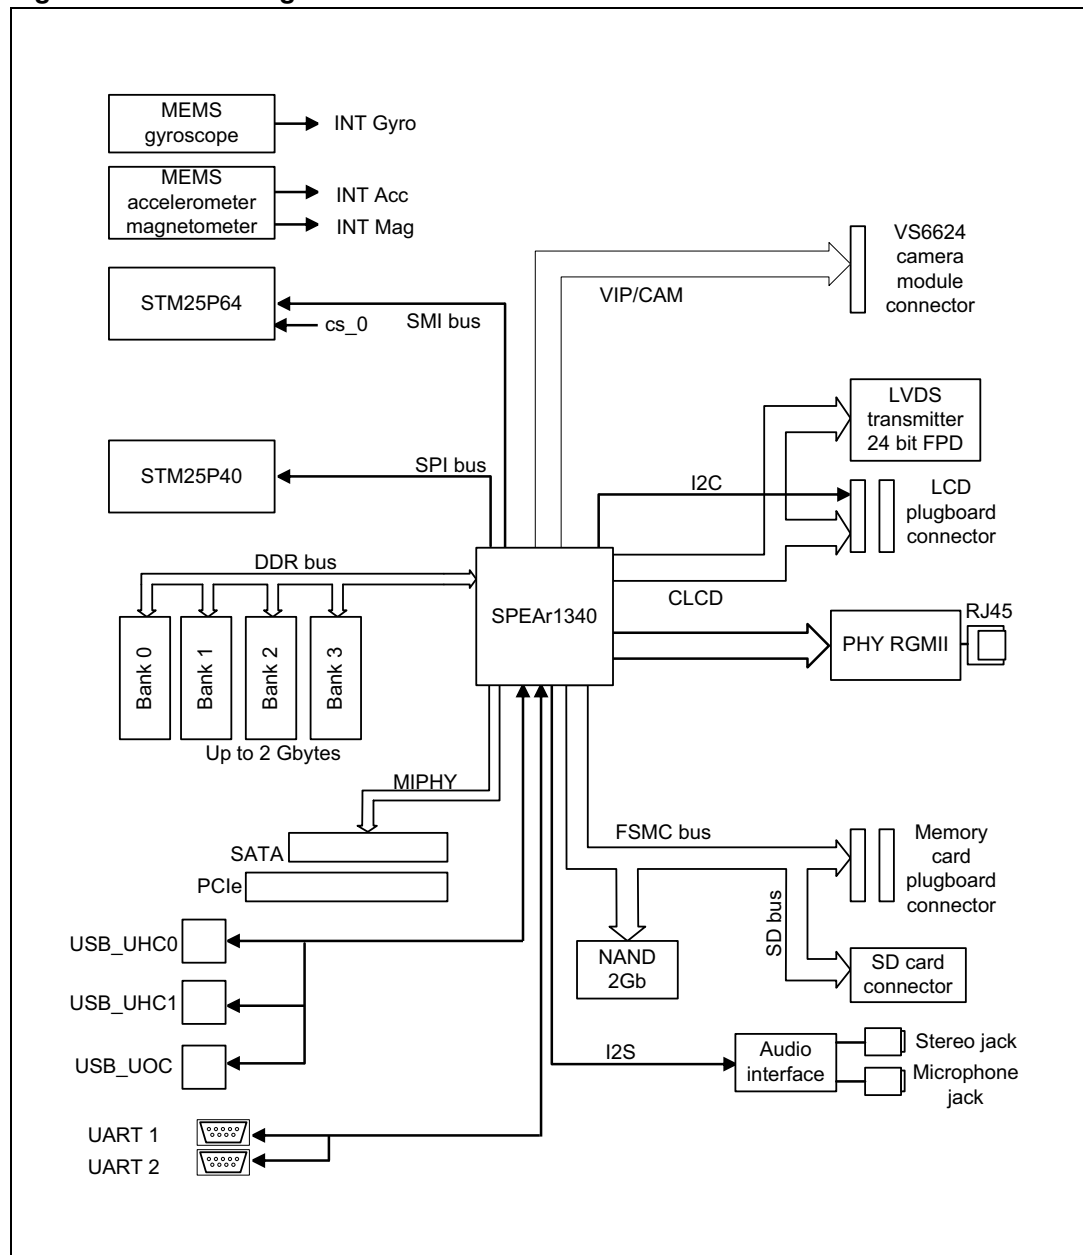 MEMS
gyroscope
INT Gyro
MEMS
accelerometer
magnetometer
INT Acc
INT Mag
STM25P64
cs_0
SMI bus
VIP/CAM
VS6624
camera
module
connector
LVDS
transmitter
24 bit FPD
STM25P40
SPI bus
I2C
LCD
plugboard
connector
DDR bus
SPEAr1340
CLCD
RJ45
PHY RGMII
Bank 0
Bank 1
Bank 2
Bank 3
Up to 2 Gbytes
MIPHY
SATA
PCIe
FSMC bus
Memory
card
plugboard
connector
SD bus
NAND
2Gb
SD card
connector
USB_UHC0
USB_UHC1
USB_UOC
I2S
Audio
interface
Stereo jack
Microphone
jack
UART 1
UART 2